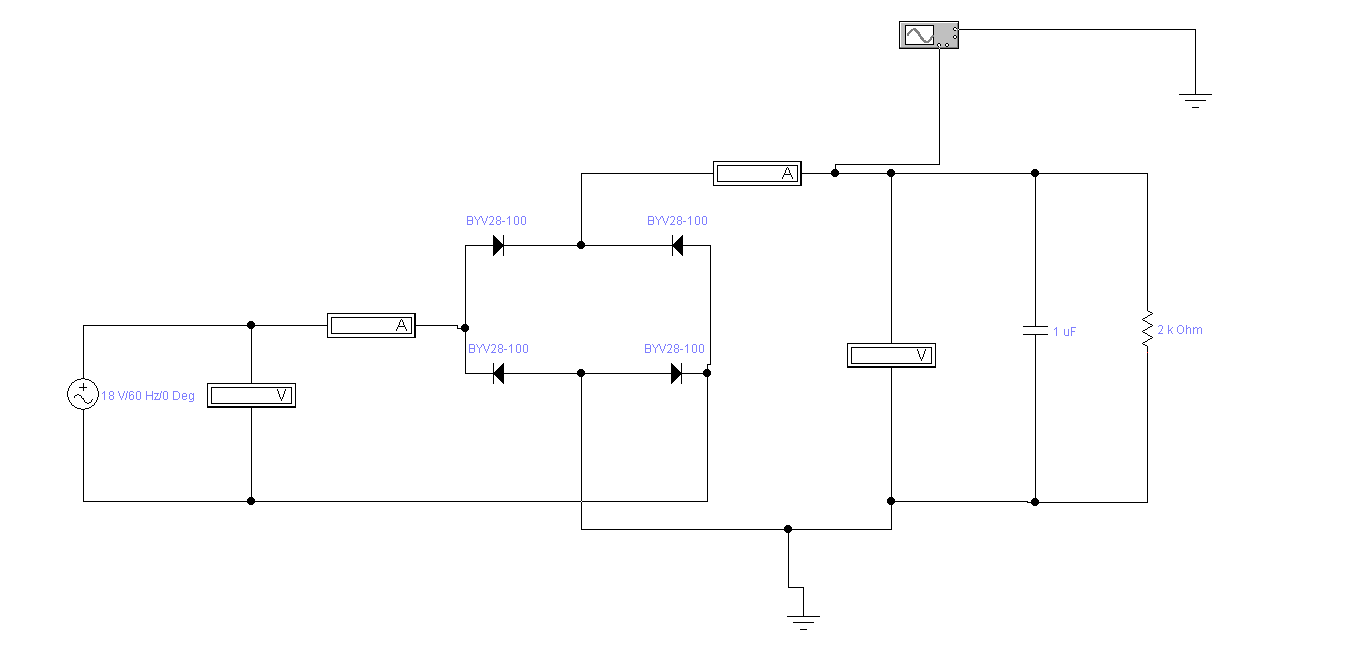 A
BYV28-100
BYV28-100
A
BYV28-100
BYV28-100
1 uF
2 k Ohm
V
18 V/60 Hz/0 Deg
V